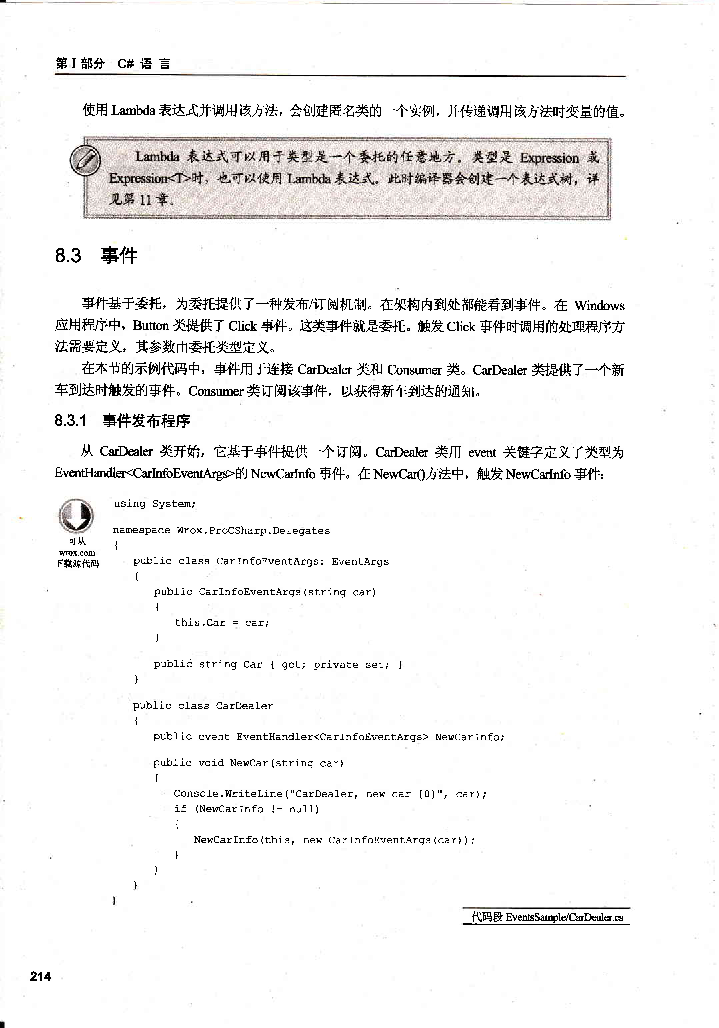 第 I 部分 C# 语 言
使用 Lambda 表达式并调用该方法，会创建匿名类的一个实例，并传递调用该方法时变量的值。
Lambda 表达式可以用于类型是一个委托的任意地方。类型是 Expression 或
Expression<T>时，也可以使用 Lambda 表达式。此时编译器会创建一个表达式树，详
见第 11 章。
8.3 事件
事件基于委托，为委托提供了一种发布/订阅机制。在架构内到处都能看到事件。在 Windows
应用程序中，Button 类提供了 Click 事件。这类事件就是委托。触发 Click 事件时调用的处理程序方
法需要定义，其参数由委托类型定义。
在本节的示例代码中，事件用于连接 CarDealer 类和 Consumer 类。CarDealer 类提供了一个新
车到达时触发的事件。Consumer 类订阅该事件，以获得新车到达的通知。
8.3.1 事件发布程序
从 CarDealer 类开始，它基于事件提供一个订阅。CarDealer 类用 event 关键字定义了类型为
EventHandler<CarInfoEventArgs>的 NewCarInfo 事件。在 NewCar()方法中，触发 NewCarInfo 事件：
可从
wrox.com
下载源代码
using System;
namespace Wrox.ProCSharp.Delegates
{
public class CarInfoEventArgs: EventArgs
{
public CarInfoEventArgs(string car)
{
this.Car = car;
}
public string Car { get; private set; }
}
public class CarDealer
{
public event EventHandler<CarInfoEventArgs> NewCarInfo;
public void NewCar(string car)
{
Console.WriteLine("CarDealer, new car {0}", car);
if (NewCarInfo != null)
{
NewCarInfo(this, new CarInfoEventArgs(car));
}
}
}
}
代码段 EventsSample/CarDealer.cs
214